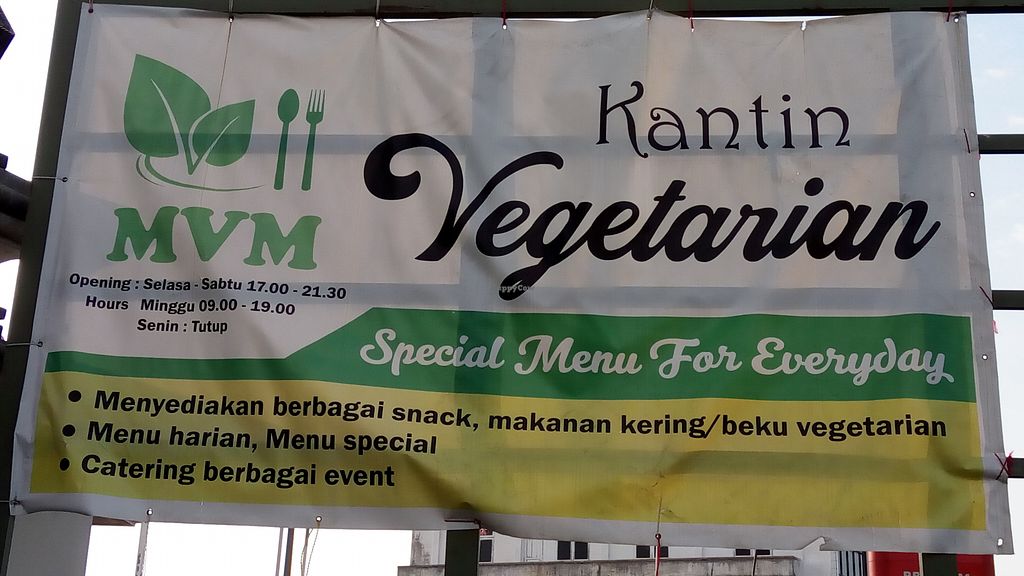 Kantin
Vegetarian
MVM
Opening : Selasa - Sabtu 17.00 - 21.30
Hours Minggu 09.00 - 19.00
Senin : Tutup
Special Menu For Everyday
• Menyediakan berbagai snack, makanan kering/beku vegetarian
• Menu harian, Menu special
• Catering berbagai event